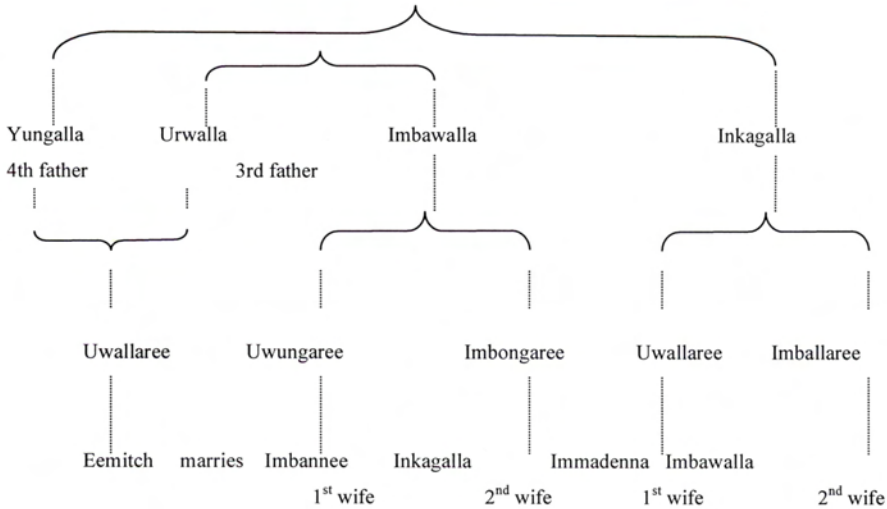 Yungalla Urwalla Imbawalla Inkagalla
4th father 3rd father
Uwallaree Uwungaree Imbongaree Uwallaree Imballaree
Eemitch marries Imbannee Inkagalla Immadenna Imbawalla
1st wife 2nd wife 1st wife 2nd wife